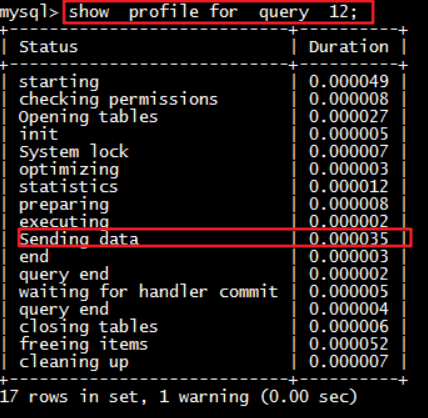 mysql> show profile for query 12;
+----------------------------+----------+
| Status                     | Duration |
+----------------------------+----------+
| starting                   | 0.000049 |
| checking permissions       | 0.000008 |
| Opening tables             | 0.000027 |
| init                       | 0.000005 |
| System lock                | 0.000007 |
| optimizing                 | 0.000003 |
| statistics                 | 0.000012 |
| preparing                  | 0.000008 |
| executing                  | 0.000002 |
| Sending data               | 0.000035 |
| end                        | 0.000003 |
| query end                  | 0.000002 |
| waiting for handler commit | 0.000005 |
| query end                  | 0.000004 |
| closing tables             | 0.000006 |
| freeing items              | 0.000052 |
| cleaning up                | 0.000007 |
+----------------------------+----------+
17 rows in set, 1 warning (0.00 sec)